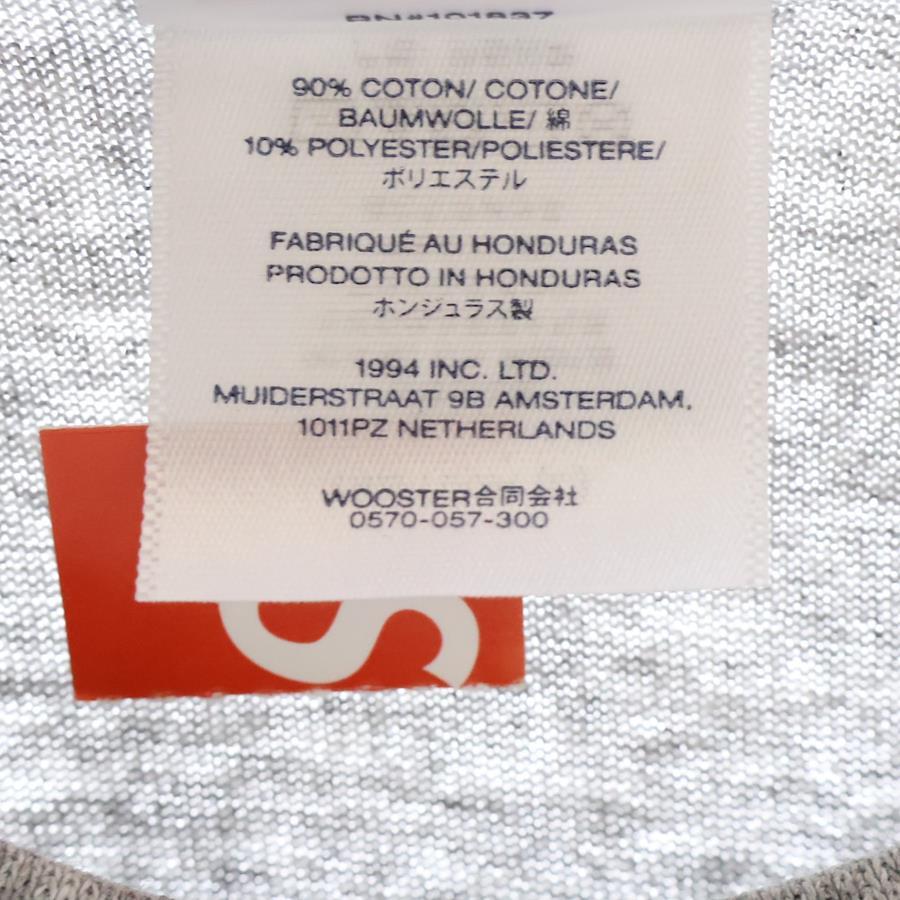 RN#101837
90% COTON/ COTONE/
BAUMWOLLE/ 綿
10% POLYESTER/POLIESTERE/
ポリエステル
FABRIQUÉ AU HONDURAS
PRODOTTO IN HONDURAS
ホンジュラス製
1994 INC. LTD.
MUIDERSTRAAT 9B AMSTERDAM,
1011PZ NETHERLANDS
WOOSTER合同会社
0570-057-300
S